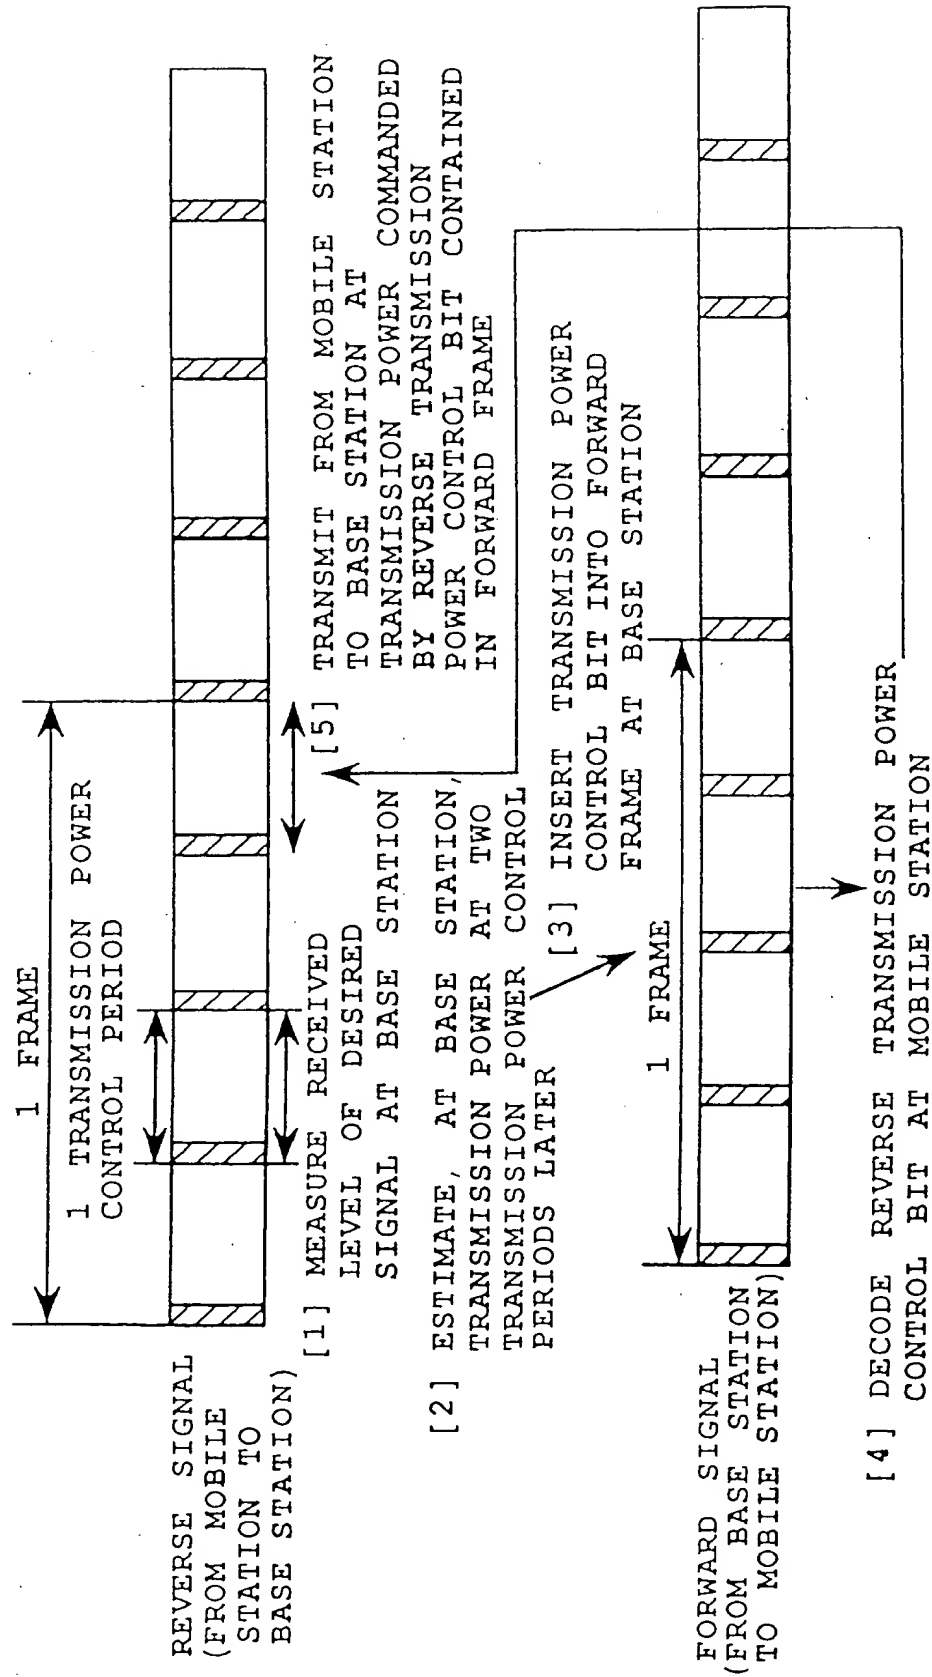 1 FRAME
1 TRANSMISSION POWER
CONTROL PERIOD
REVERSE SIGNAL
(FROM MOBILE
STATION TO
BASE STATION)
[1] MEASURE RECEIVED
LEVEL OF DESIRED
SIGNAL AT BASE STATION
[2] ESTIMATE, AT BASE STATION,
TRANSMISSION POWER AT TWO
TRANSMISSION POWER CONTROL
PERIODS LATER
[5] TRANSMIT FROM MOBILE STATION
TO BASE STATION AT
TRANSMISSION POWER COMMANDED
BY REVERSE TRANSMISSION
POWER CONTROL BIT CONTAINED
IN FORWARD FRAME
[3] INSERT TRANSMISSION POWER
CONTROL BIT INTO FORWARD
FRAME AT BASE STATION
1 FRAME
FORWARD SIGNAL
(FROM BASE STATION
TO MOBILE STATION)
[4] DECODE REVERSE TRANSMISSION POWER
CONTROL BIT AT MOBILE STATION